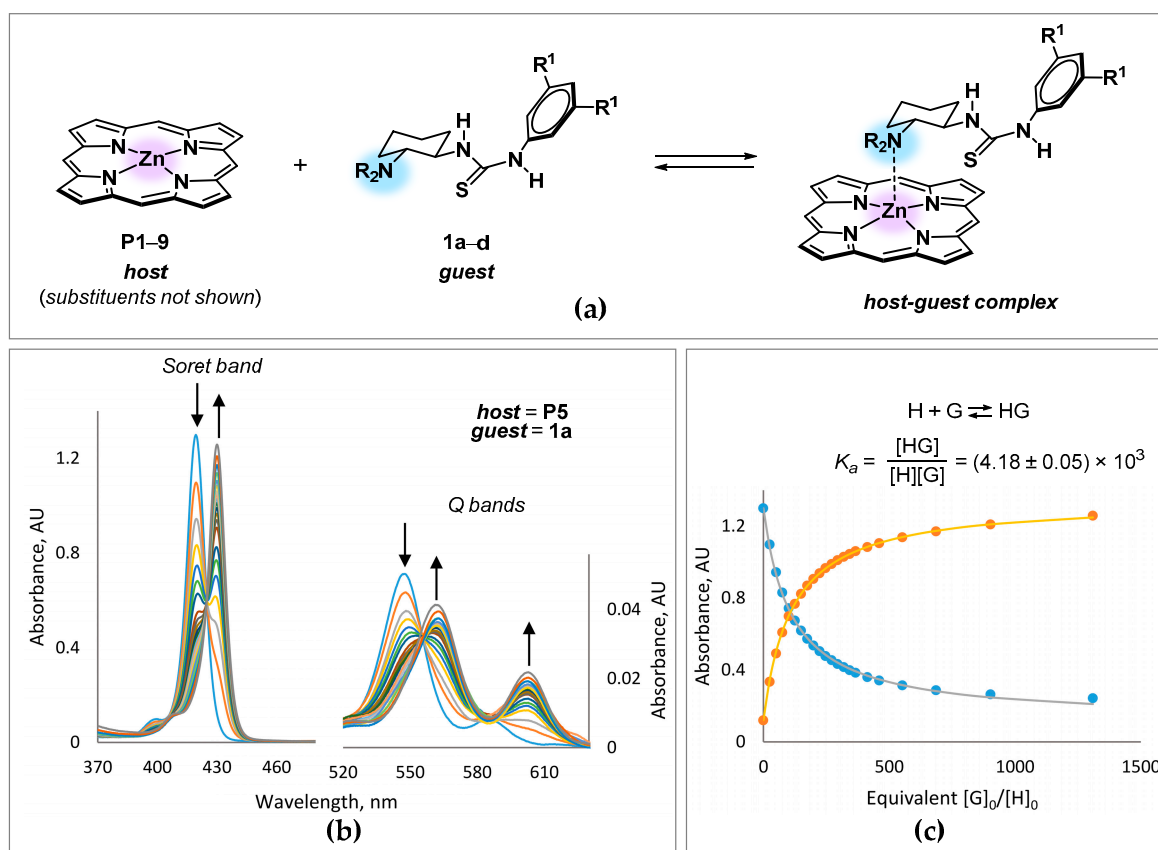 R¹
R¹
H
N
N
H
S
R₂N
Zn
N
N
N
N
+
P1–9
host
(substituents not shown)
1a–d
guest
R¹
R¹
H
N
N
H
S
R₂N
Zn
N
N
N
N
host-guest complex
(a)
Soret band
host = P5
guest = 1a
Q bands
Absorbance, AU
1.2
0.8
0.4
0
370 400 430 460
520 550 580 610
0.04
0.02
0
Absorbance, AU
Wavelength, nm
(b)
H + G ⇌ HG
Kₐ = [HG] / [H][G] = (4.18 ± 0.05) × 10³
Absorbance, AU
1.2
0.8
0.4
0
0 500 1000 1500
Equivalent [G]₀/[H]₀
(c)